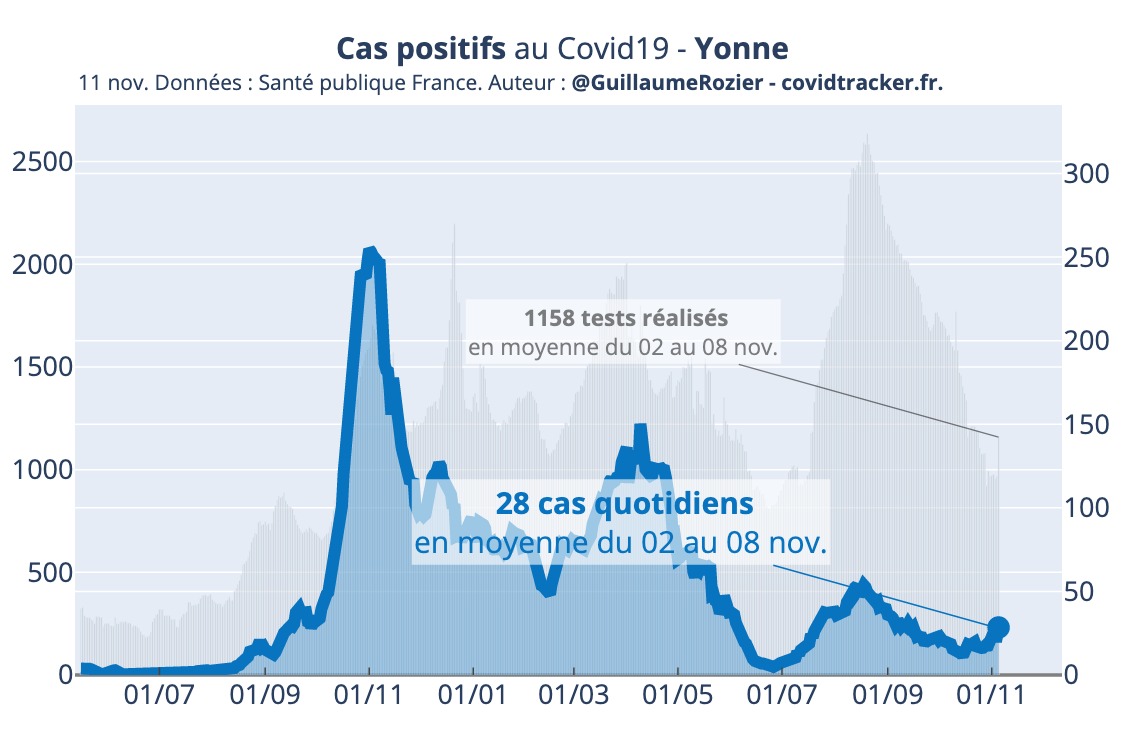 Cas positifs au Covid19 - Yonne
11 nov. Données : Santé publique France. Auteur : @GuillaumeRozier - covidtracker.fr.
2500
2000
1500
1000
500
0
300
250
200
150
100
50
0
1158 tests réalisés
en moyenne du 02 au 08 nov.
28 cas quotidiens
en moyenne du 02 au 08 nov.
01/07 01/09 01/11 01/01 01/03 01/05 01/07 01/09 01/11